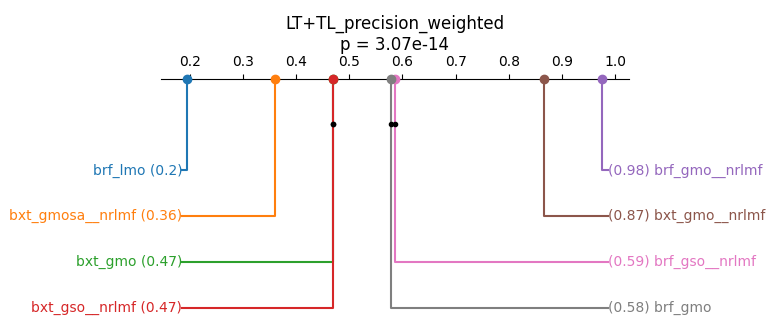 LT+TL_precision_weighted
p = 3.07e-14
0.2 0.3 0.4 0.5 0.6 0.7 0.8 0.9 1.0
brf_lmo (0.2) (0.98) brf_gmo__nrlmf
bxt_gmosa__nrlmf (0.36) (0.87) bxt_gmo__nrlmf
bxt_gmo (0.47) (0.59) brf_gso__nrlmf
bxt_gso__nrlmf (0.47) (0.58) brf_gmo